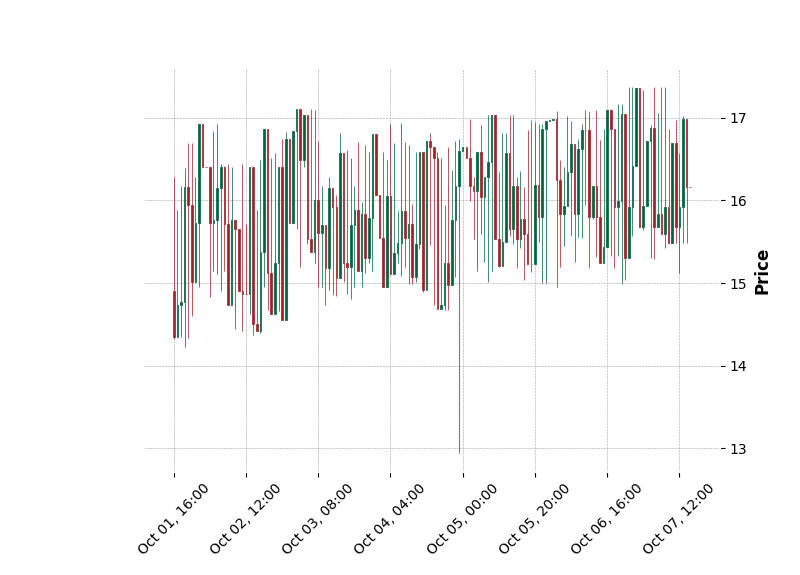 17
16
15
14
13
Price
Oct 01, 16:00
Oct 02, 12:00
Oct 03, 08:00
Oct 04, 04:00
Oct 05, 00:00
Oct 05, 20:00
Oct 06, 16:00
Oct 07, 12:00